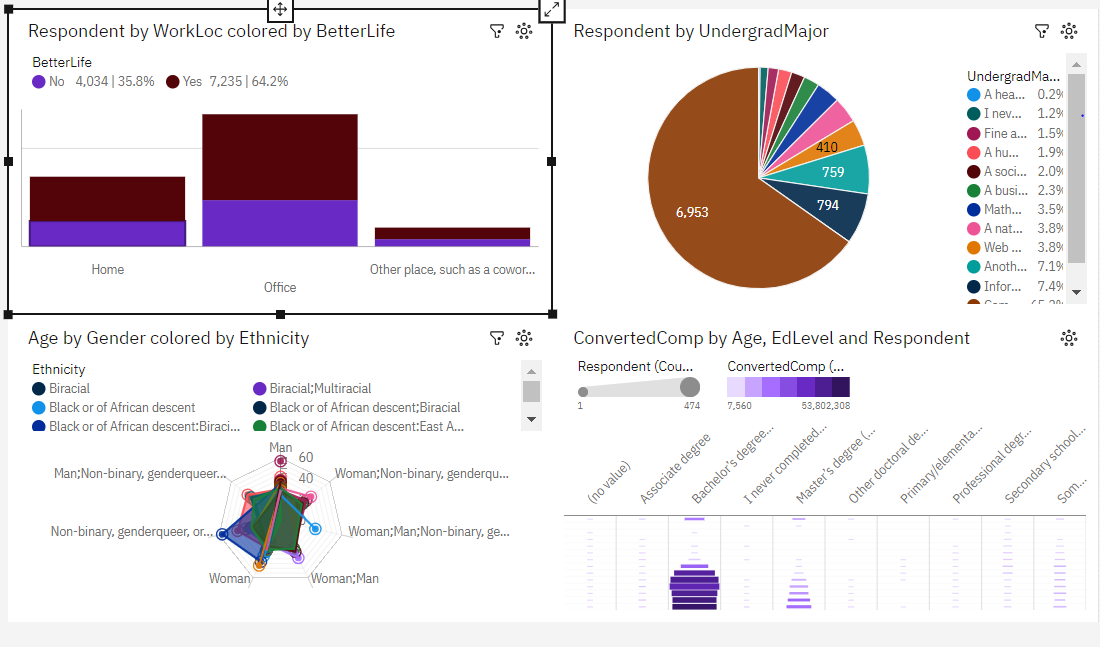 Respondent by WorkLoc colored by BetterLife
BetterLife
No 4,034 | 35.8% Yes 7,235 | 64.2%
Home
Office
Other place, such as a cowor...
Respondent by UndergradMajor
6,953
410
759
794
UndergradMa...
A hea... 0.2%
I nev... 1.2%
Fine a... 1.5%
A hu... 1.9%
A soci... 2.0%
A busi... 2.3%
Math... 3.5%
A nat... 3.8%
Web ... 3.8%
Anoth... 7.1%
Infor... 7.4%
Age by Gender colored by Ethnicity
Ethnicity
Biracial Biracial;Multiracial
Black or of African descent Black or of African descent;Biracial
Black or of African descent;Biraci... Black or of African descent;East A...
Man
60
40
Man;Non-binary, genderqueer...
Woman;Non-binary, genderqu...
Non-binary, genderqueer, or...
Woman;Man;Non-binary, ge...
Woman
Woman;Man
ConvertedComp by Age, EdLevel and Respondent
Respondent (Cou...
1 474
ConvertedComp (...
7,560 53,802,308
(no value)
Associate degree
Bachelor's degree...
I never completed...
Master's degree (...
Other doctoral de...
Primary/elementa...
Professional degr...
Secondary school...
Som...